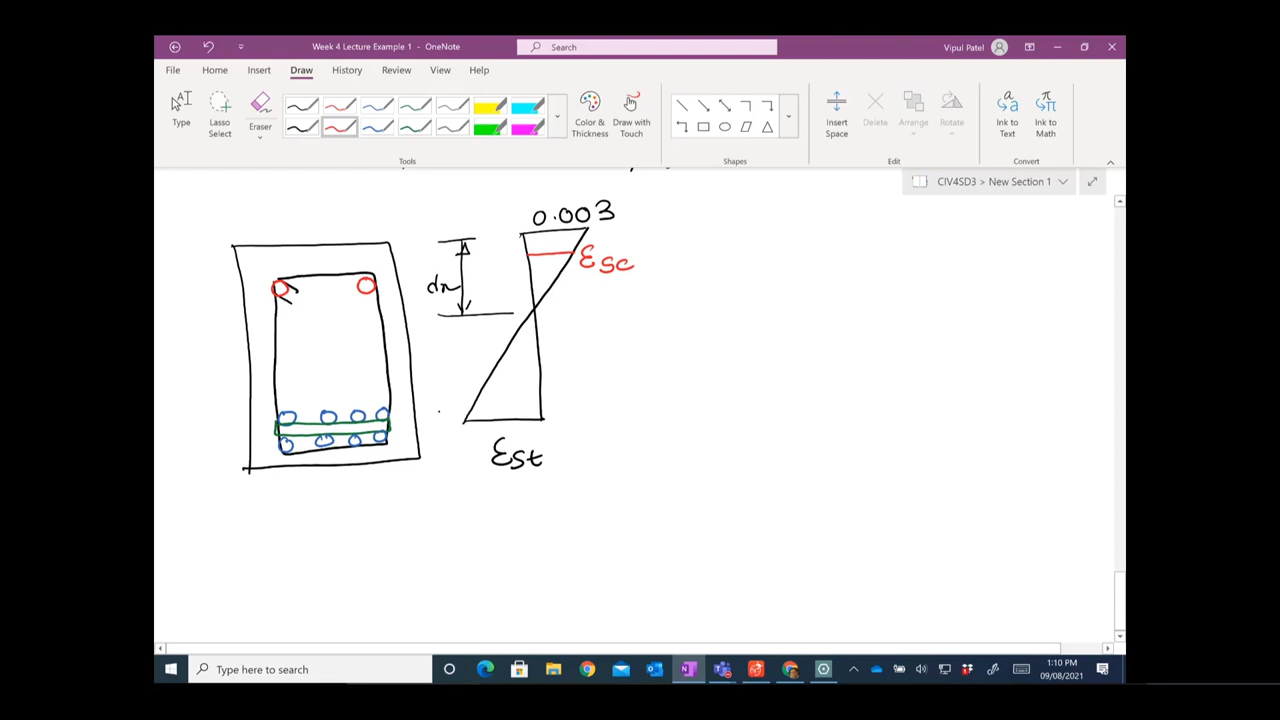 Week 4 Lecture Example 1 - OneNote
Search
Vipul Patel
File Home Insert Draw History Review View Help
Type
Lasso Select
Eraser
Color & Thickness
Draw with Touch
Insert Space
Delete
Arrange
Rotate
Ink to Text
Ink to Math
Tools
Shapes
Edit
Convert
CIV4SD3 > New Section 1
0.003
εsc
dn
εst
Type here to search
1:10 PM
09/08/2021